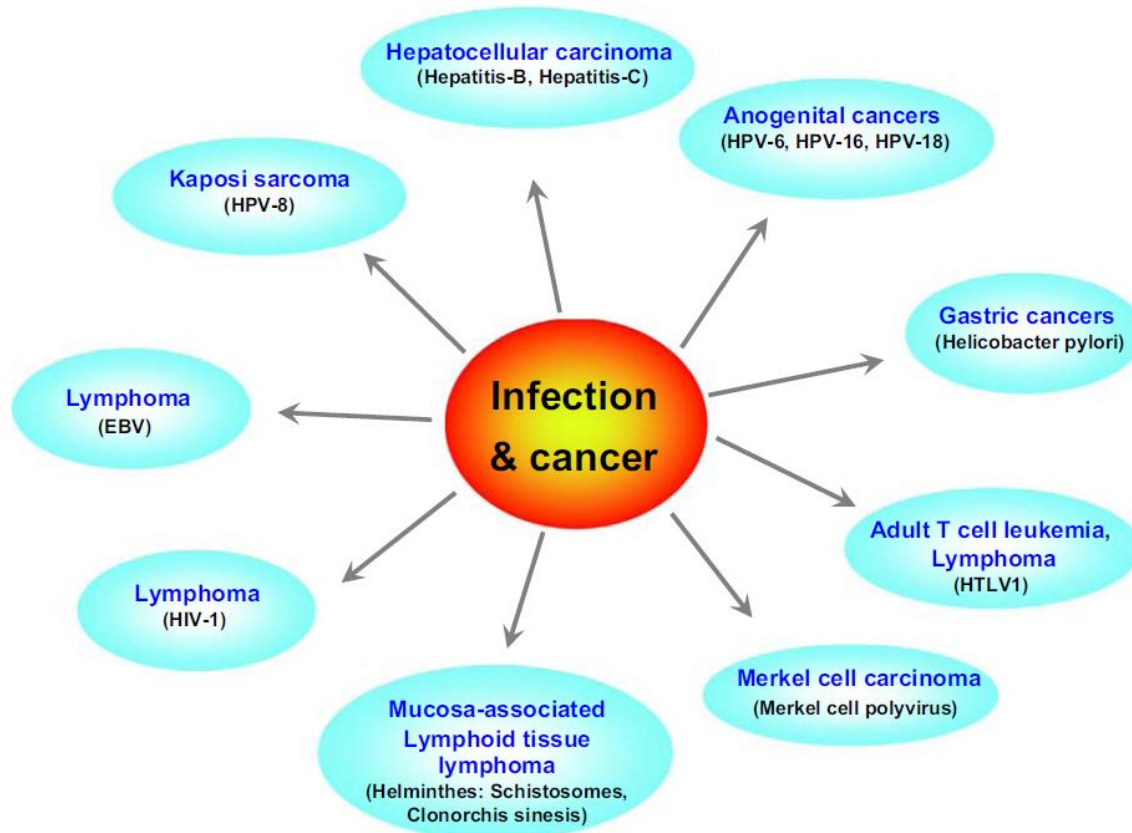 Hepatocellular carcinoma
(Hepatitis-B, Hepatitis-C)
Anogenital cancers
(HPV-6, HPV-16, HPV-18)
Kaposi sarcoma
(HPV-8)
Gastric cancers
(Helicobacter pylori)
Infection
& cancer
Lymphoma
(EBV)
Adult T cell leukemia,
Lymphoma
(HTLV1)
Lymphoma
(HIV-1)
Merkel cell carcinoma
(Merkel cell polyvirus)
Mucosa-associated
Lymphoid tissue
lymphoma
(Helminthes: Schistosomes,
Clonorchis sinesis)